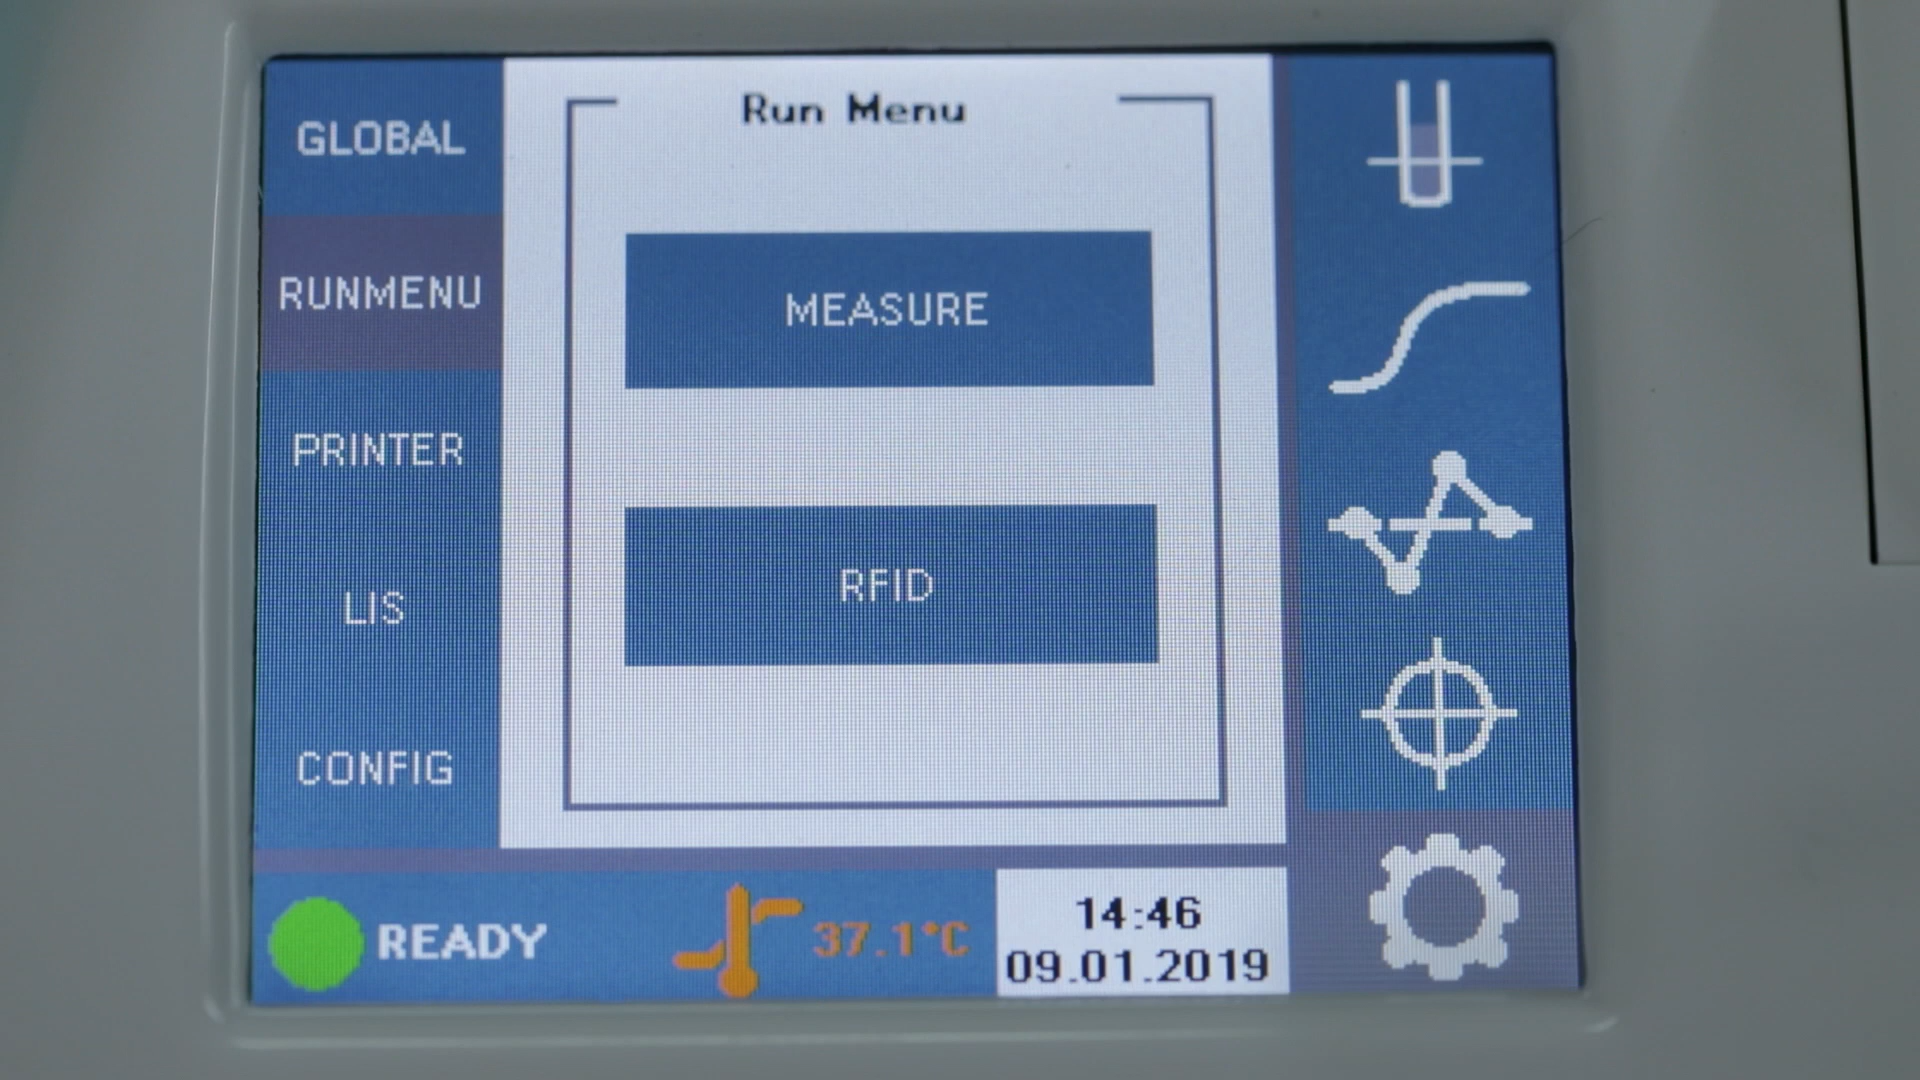 GLOBAL
RUNMENU
PRINTER
LIS
CONFIG
Run Menu
MEASURE
RFID
READY
37.1°C
14:46
09.01.2019